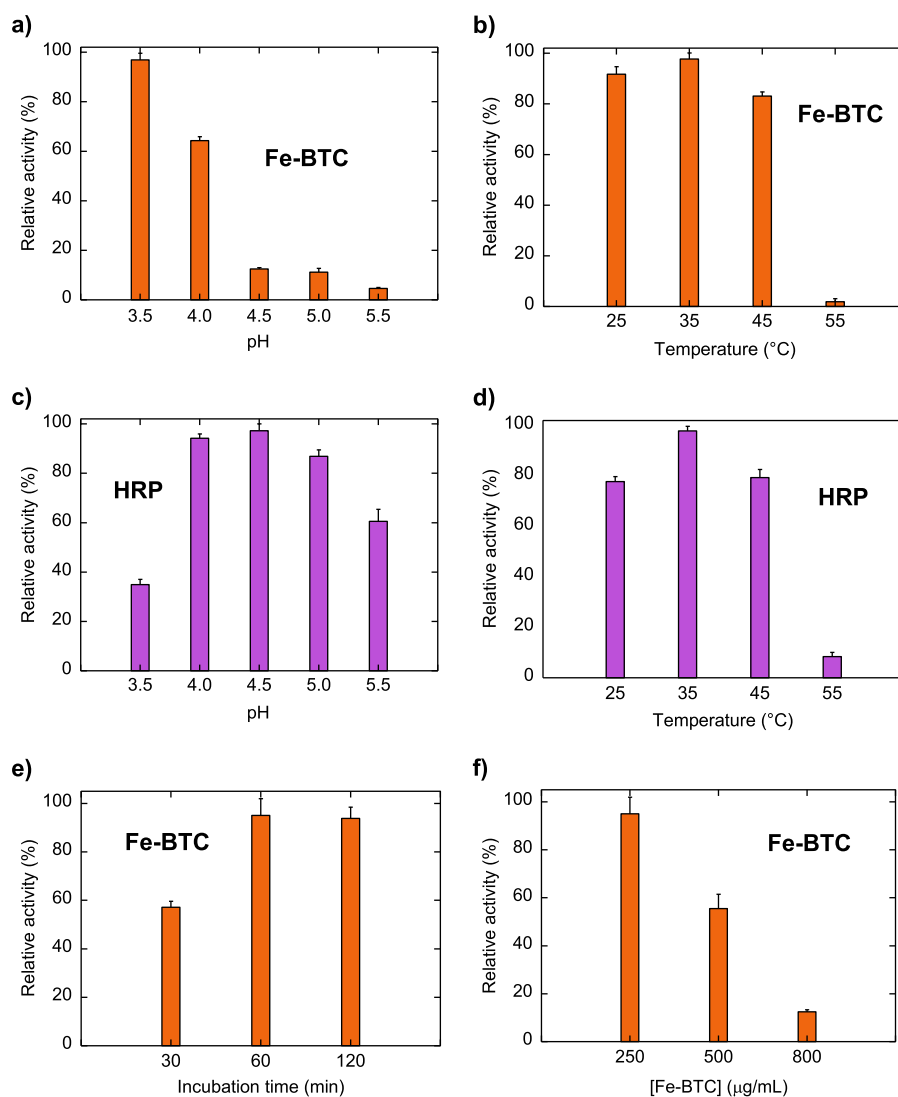 a)
Relative activity (%)
100
80
60
40
20
0
Fe-BTC
3.5 4.0 4.5 5.0 5.5
pH
b)
Relative activity (%)
100
80
60
40
20
0
Fe-BTC
25 35 45 55
Temperature (°C)
c)
Relative activity (%)
100
80
60
40
20
0
HRP
3.5 4.0 4.5 5.0 5.5
pH
d)
Relative activity (%)
100
80
60
40
20
0
HRP
25 35 45 55
Temperature (°C)
e)
Relative activity (%)
100
80
60
40
20
0
Fe-BTC
30 60 120
Incubation time (min)
f)
Relative activity (%)
100
80
60
40
20
0
Fe-BTC
250 500 800
[Fe-BTC] (μg/mL)